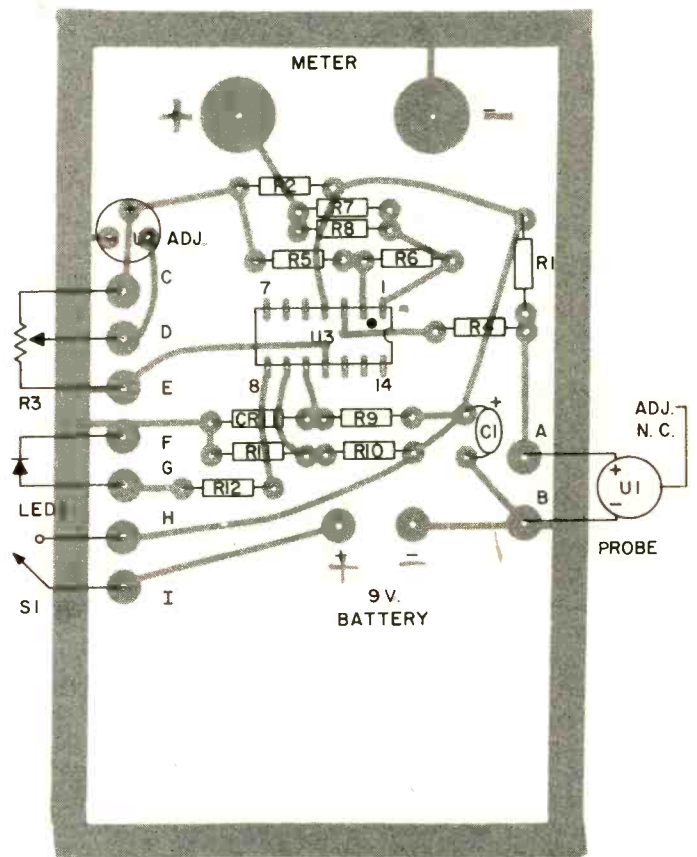 METER
+ -
R2
R7
R8
U ADJ.
R5 R6
R1
C
7 1
D
U3 R4
R3
E
8 14
+
CR1 R9
C1
ADJ.
N.C.
F
A
R11 R10
G
+
U1
-
R12
B
LED
H
PROBE
+ -
S1
I
9 V.
BATTERY